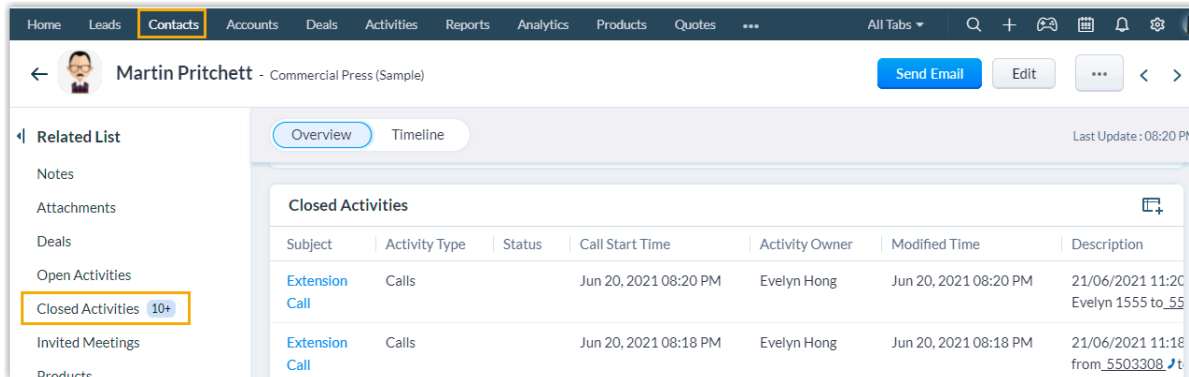 Home Leads Contacts Accounts Deals Activities Reports Analytics Products Quotes ••• All Tabs
Martin Pritchett - Commercial Press (Sample) Send Email Edit •••
Related List
Overview Timeline Last Update : 08:20 PM
Notes
Attachments
Deals
Open Activities
Closed Activities 10+
Invited Meetings
Products
Closed Activities
Subject Activity Type Status Call Start Time Activity Owner Modified Time Description
Extension Calls Jun 20, 2021 08:20 PM Evelyn Hong Jun 20, 2021 08:20 PM 21/06/2021 11:20
Call Evelyn 1555 to 55
Extension Calls Jun 20, 2021 08:18 PM Evelyn Hong Jun 20, 2021 08:18 PM 21/06/2021 11:18
Call from 5503308 t